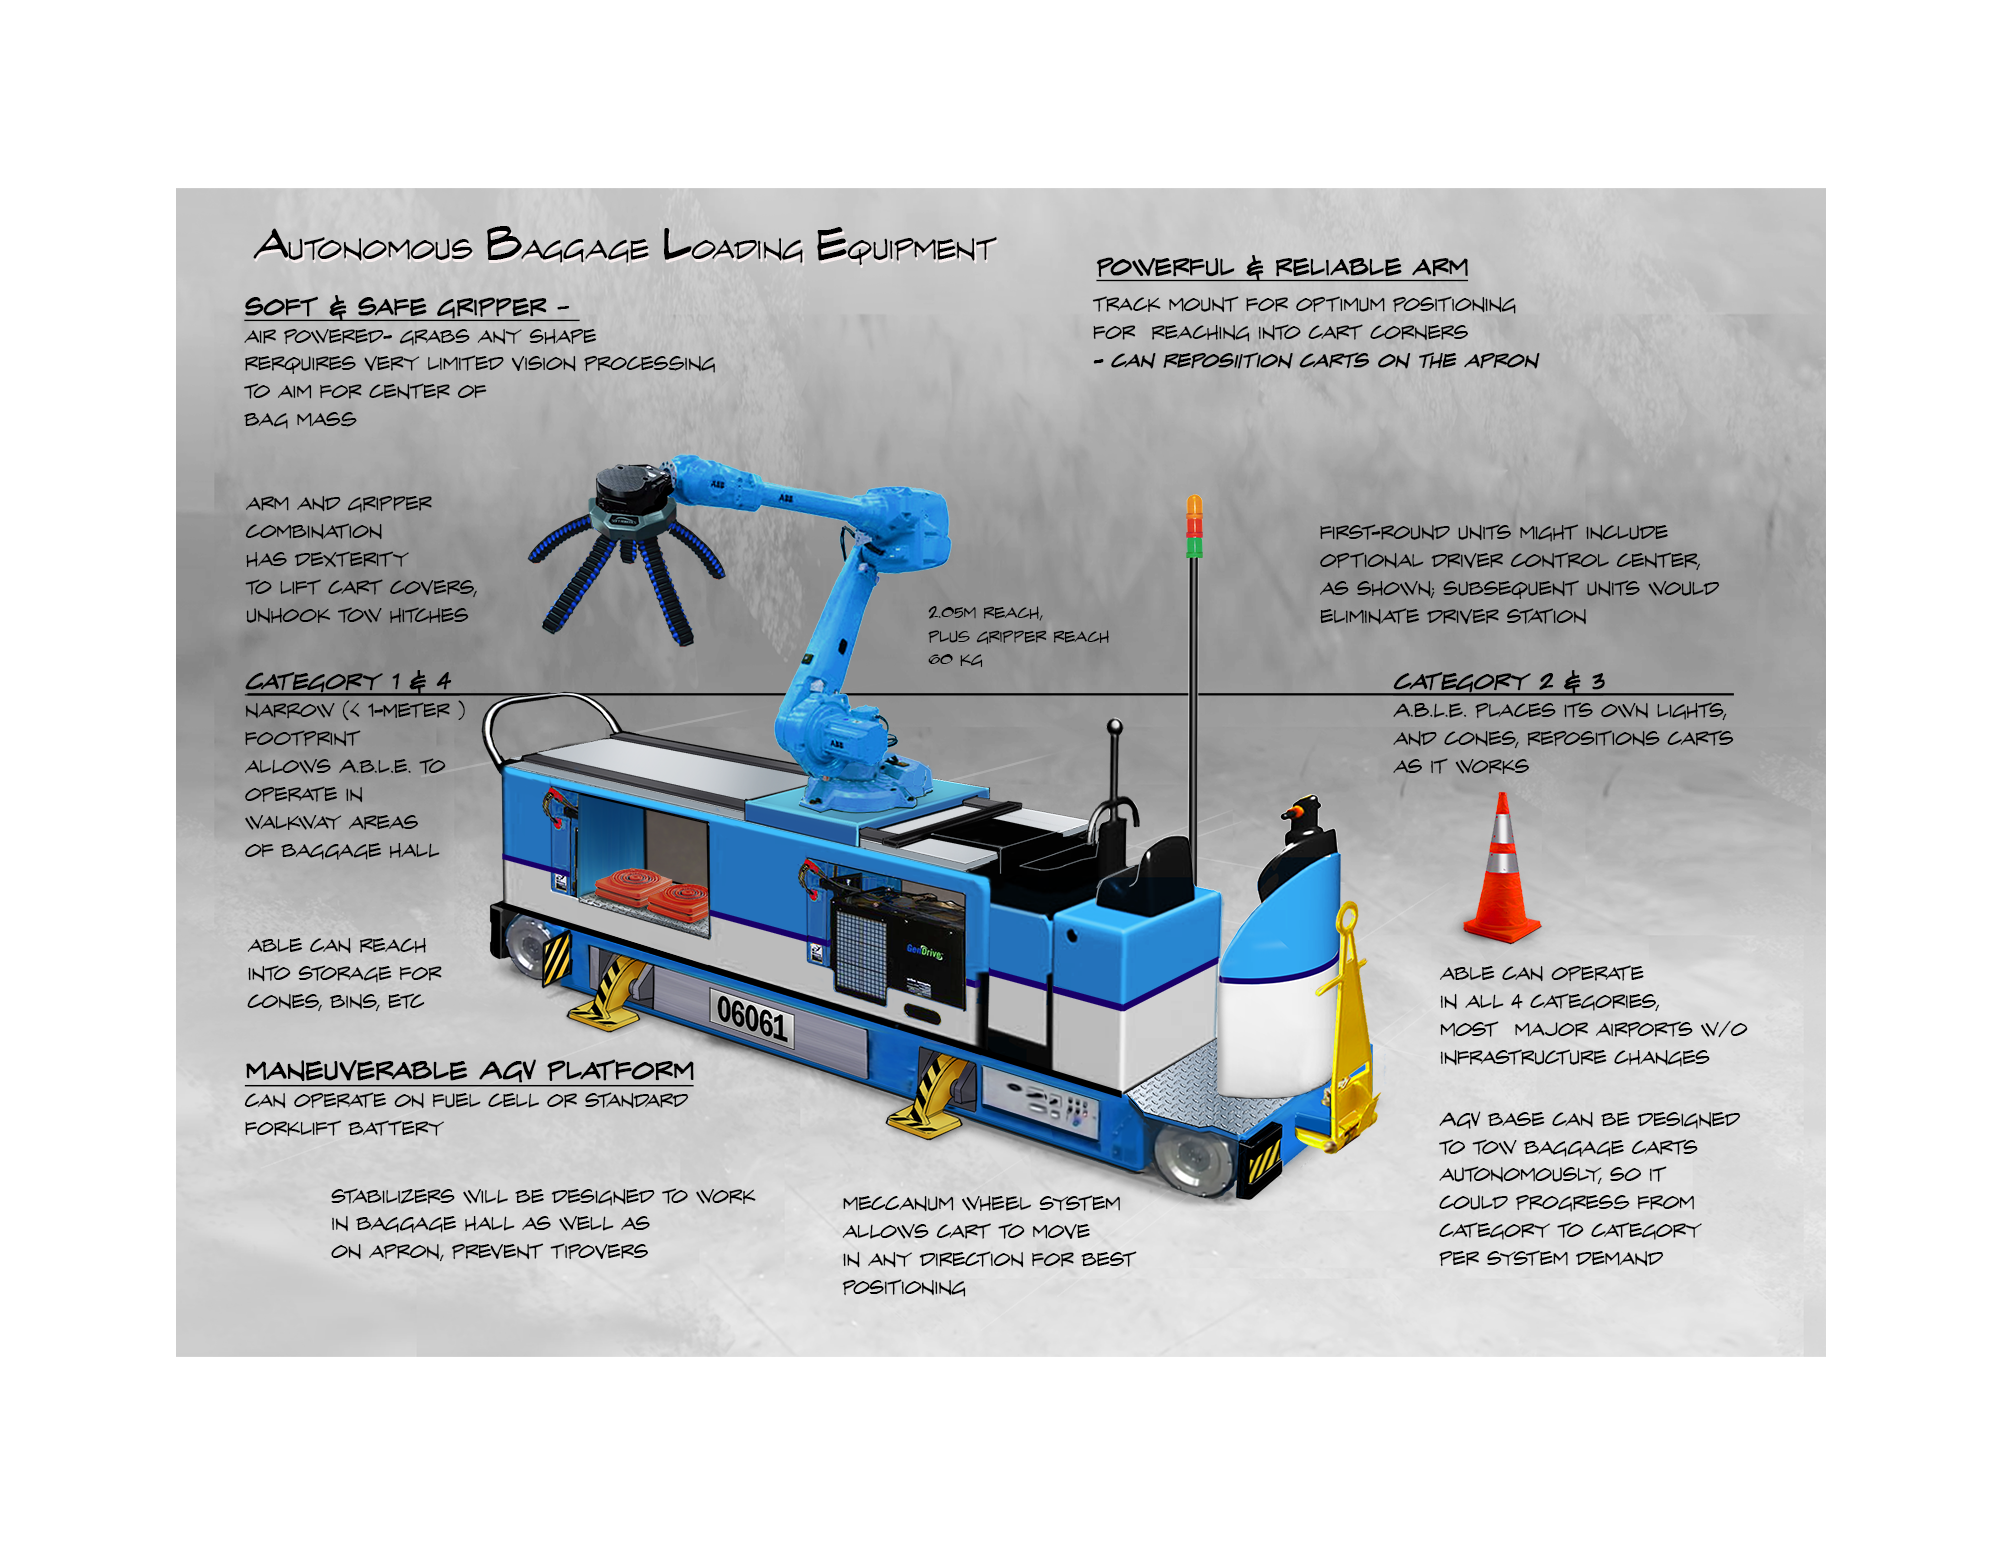 AUTONOMOUS BAGGAGE LOADING EQUIPMENT
SOFT & SAFE GRIPPER -
AIR POWERED- GRABS ANY SHAPE
RERQUIRES VERY LIMITED VISION PROCESSING
TO AIM FOR CENTER OF
BAG MASS
POWERFUL & RELIABLE ARM
TRACK MOUNT FOR OPTIMUM POSITIONING
FOR REACHING INTO CART CORNERS
- CAN REPOSIITION CARTS ON THE APRON
ARM AND GRIPPER
COMBINATION
HAS DEXTERITY
TO LIFT CART COVERS,
UNHOOK TOW HITCHES
ABB
ABB
2.05M REACH,
PLUS GRIPPER REACH
60 KG
FIRST-ROUND UNITS MIGHT INCLUDE
OPTIONAL DRIVER CONTROL CENTER,
AS SHOWN; SUBSEQUENT UNITS WOULD
ELIMINATE DRIVER STATION
CATEGORY 1 & 4
NARROW (< 1-METER )
FOOTPRINT
ALLOWS A.B.L.E. TO
OPERATE IN
WALKWAY AREAS
OF BAGGAGE HALL
ABB
CATEGORY 2 & 3
A.B.L.E. PLACES ITS OWN LIGHTS,
AND CONES, REPOSITIONS CARTS
AS IT WORKS
ABLE CAN REACH
INTO STORAGE FOR
CONES, BINS, ETC
GenDrive
06061
ABLE CAN OPERATE
IN ALL 4 CATEGORIES,
MOST MAJOR AIRPORTS W/O
INFRASTRUCTURE CHANGES
MANEUVERABLE AGV PLATFORM
CAN OPERATE ON FUEL CELL OR STANDARD
FORKLIFT BATTERY
AGV BASE CAN BE DESIGNED
TO TOW BAGGAGE CARTS
AUTONOMOUSLY, SO IT
COULD PROGRESS FROM
CATEGORY TO CATEGORY
PER SYSTEM DEMAND
STABILIZERS WILL BE DESIGNED TO WORK
IN BAGGAGE HALL AS WELL AS
ON APRON, PREVENT TIPOVERS
MECCANUM WHEEL SYSTEM
ALLOWS CART TO MOVE
IN ANY DIRECTION FOR BEST
POSITIONING